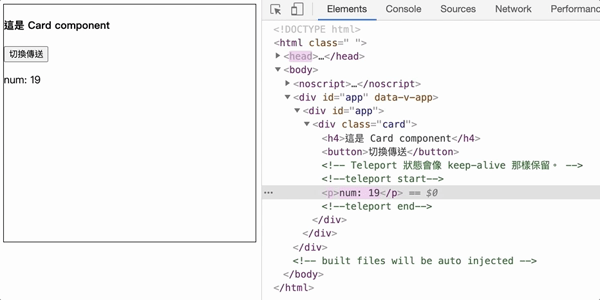 這是 Card component
切換傳送
num: 19
Elements Console Sources Network Performanc
<!DOCTYPE html>
<html class=" ">
<head>…</head>
<body>
<noscript>…</noscript>
<div id="app" data-v-app>
<div id="app">
<div class="card">
<h4>這是 Card component</h4>
<button>切換傳送</button>
<!-- Teleport 狀態會像 keep-alive 那樣保留。 -->
<!--teleport start-->
<p>num: 19</p> == $0
<!--teleport end-->
</div>
</div>
</div>
<!-- built files will be auto injected -->
</body>
</html>